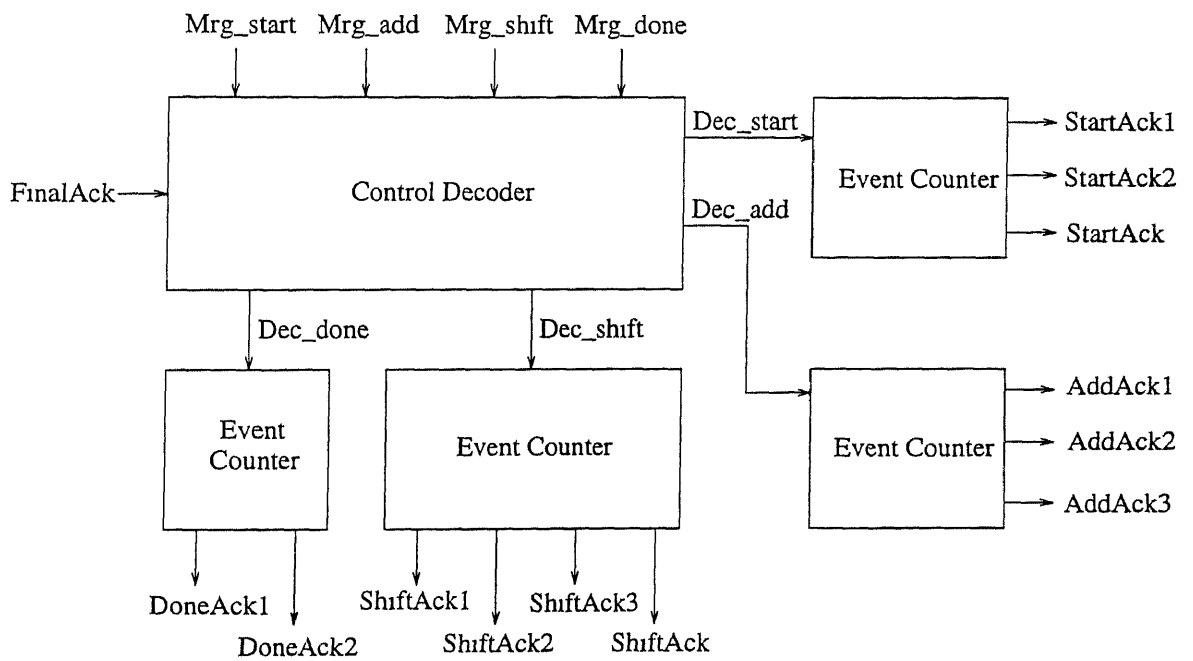 Mrg_start Mrg_add Mrg_shift Mrg_done
Dec_start
StartAck1
FinalAck
Control Decoder
Event Counter
StartAck2
Dec_add
StartAck
Dec_done
Dec_shift
Event
Counter
Event Counter
Event Counter
AddAck1
AddAck2
AddAck3
DoneAck1
ShiftAck1
ShiftAck3
DoneAck2
ShiftAck2
ShiftAck